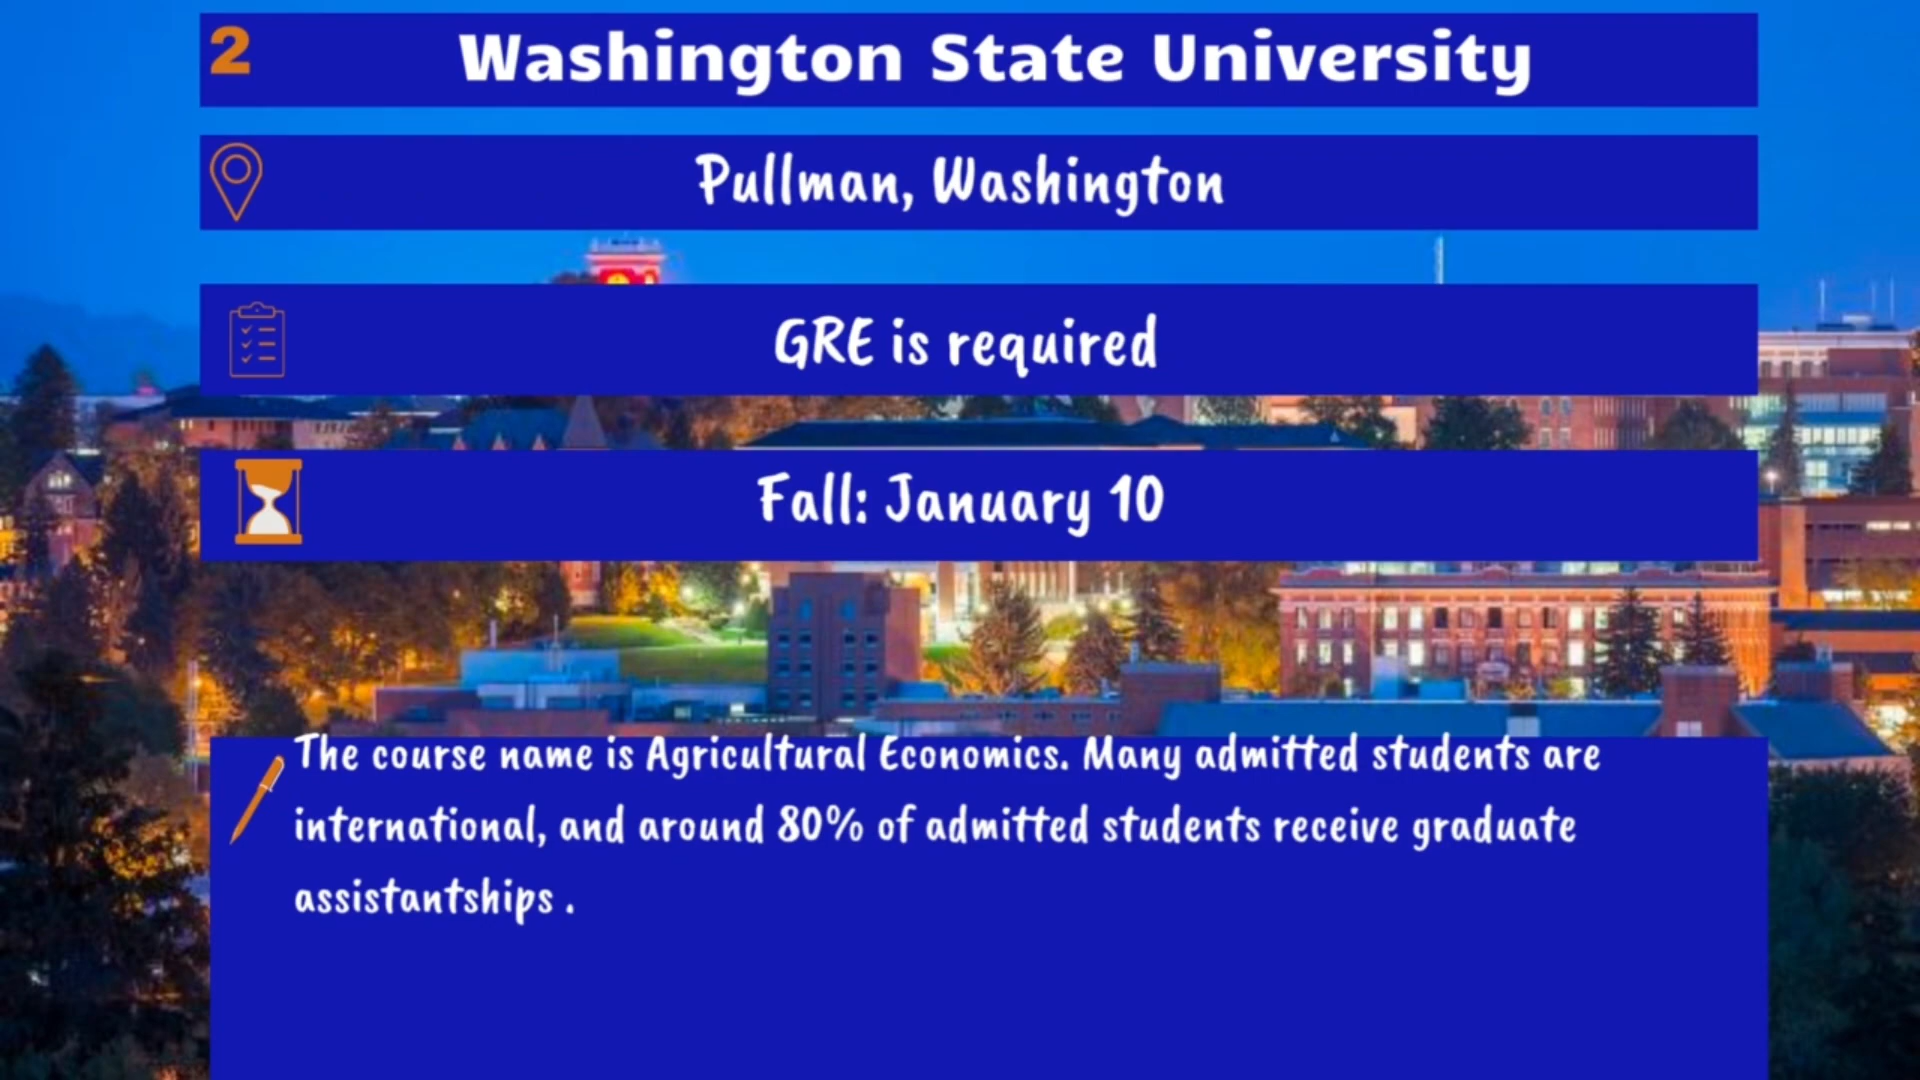 2
Washington State University
Pullman, Washington
GRE is required
Fall: January 10
The course name is Agricultural Economics. Many admitted students are
international, and around 80% of admitted students receive graduate
assistantships .